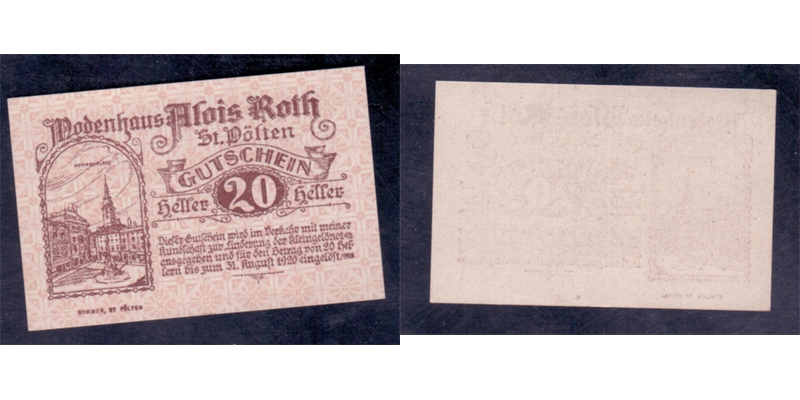 Modenhaus Alois Roth
St. Pölten
GUTSCHEIN
Heller 20 Heller
Dieser Gutschein wird im Verkehr mit meiner
Kundschaft zur Linderung der Kleingeldnot
ausgegeben und für den Betrag von 20 Hel-
lern bis zum 31. August 1920 eingelöst.
HERRENPLATZ
SOMMER, ST PÖLTEN